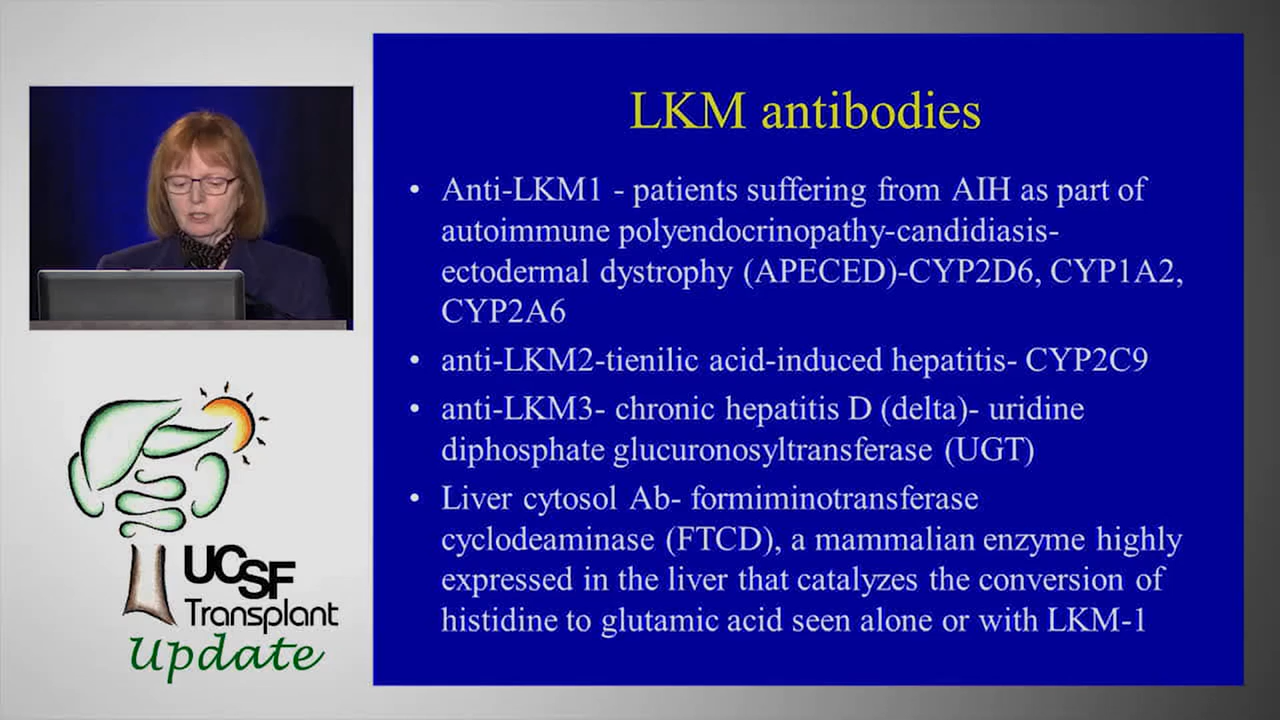 LKM antibodies
• Anti-LKM1 - patients suffering from AIH as part of
autoimmune polyendocrinopathy-candidiasis-
ectodermal dystrophy (APECED)-CYP2D6, CYP1A2,
CYP2A6
• anti-LKM2-tienilic acid-induced hepatitis- CYP2C9
• anti-LKM3- chronic hepatitis D (delta)- uridine
diphosphate glucuronosyltransferase (UGT)
• Liver cytosol Ab- formiminotransferase
cyclodeaminase (FTCD), a mammalian enzyme highly
expressed in the liver that catalyzes the conversion of
histidine to glutamic acid seen alone or with LKM-1
UCSF
Transplant
Update